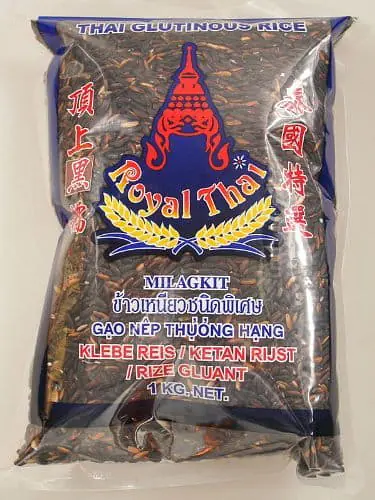 THAI GLUTINOUS RICE
頂上黑糯
泰國特選
Royal Thai
MILAGKIT
ข้าวเหนียวชนิดพิเศษ
GẠO NẾP THƯỢNG HẠNG
KLEBE REIS / KETAN RIJST
/ RIZE GLUANT
1 KG. NET.